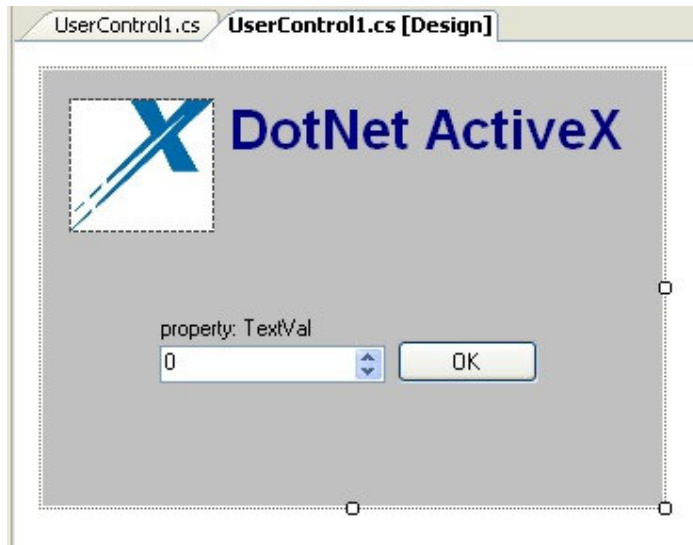 UserControl1.cs UserControl1.cs [Design]
DotNet ActiveX
property: TextVal
0 OK